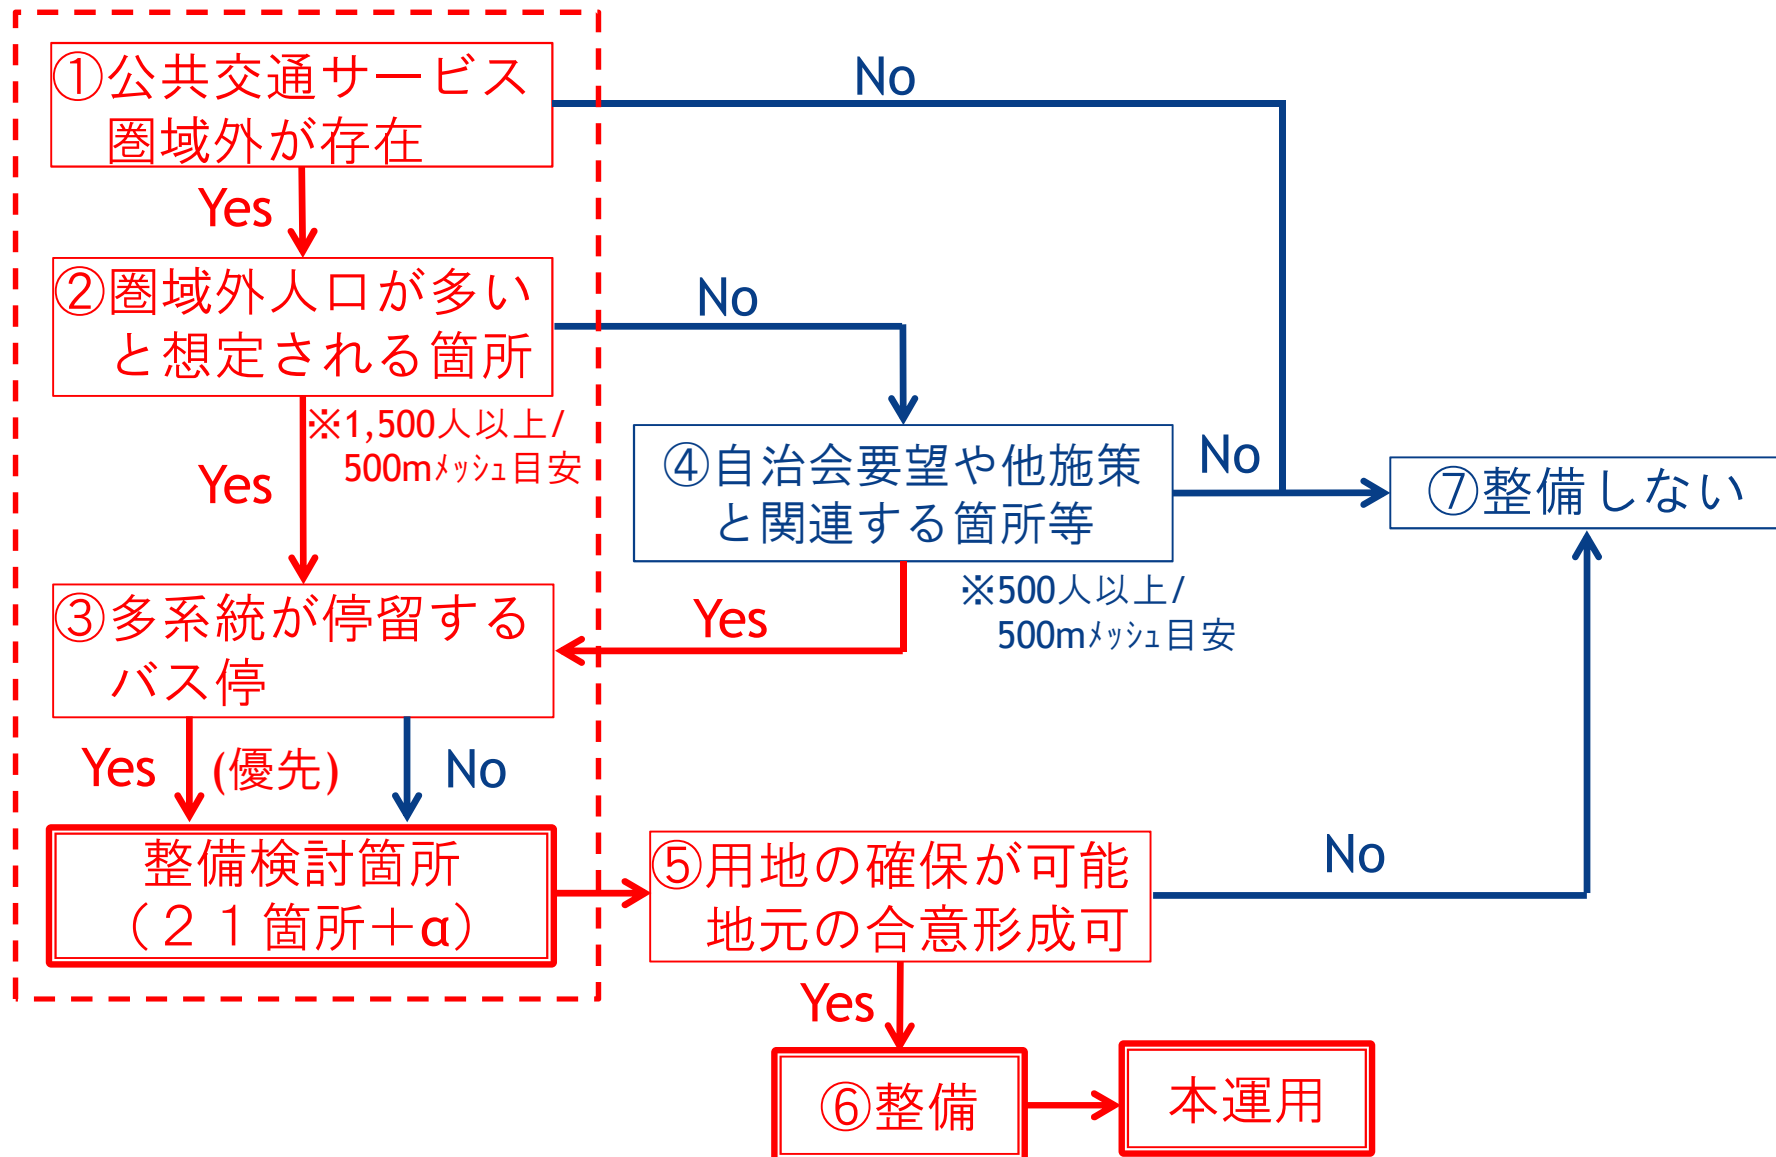 ①公共交通サービス
圏域外が存在
No
Yes
②圏域外人口が多い
と想定される箇所
No
※1,500人以上/
500mﾒｯｼｭ目安
Yes
④自治会要望や他施策
と関連する箇所等
No
⑦整備しない
※500人以上/
500mﾒｯｼｭ目安
Yes
③多系統が停留する
バス停
Yes
(優先)
No
整備検討箇所
（２１箇所＋α）
⑤用地の確保が可能
地元の合意形成可
No
Yes
⑥整備
本運用